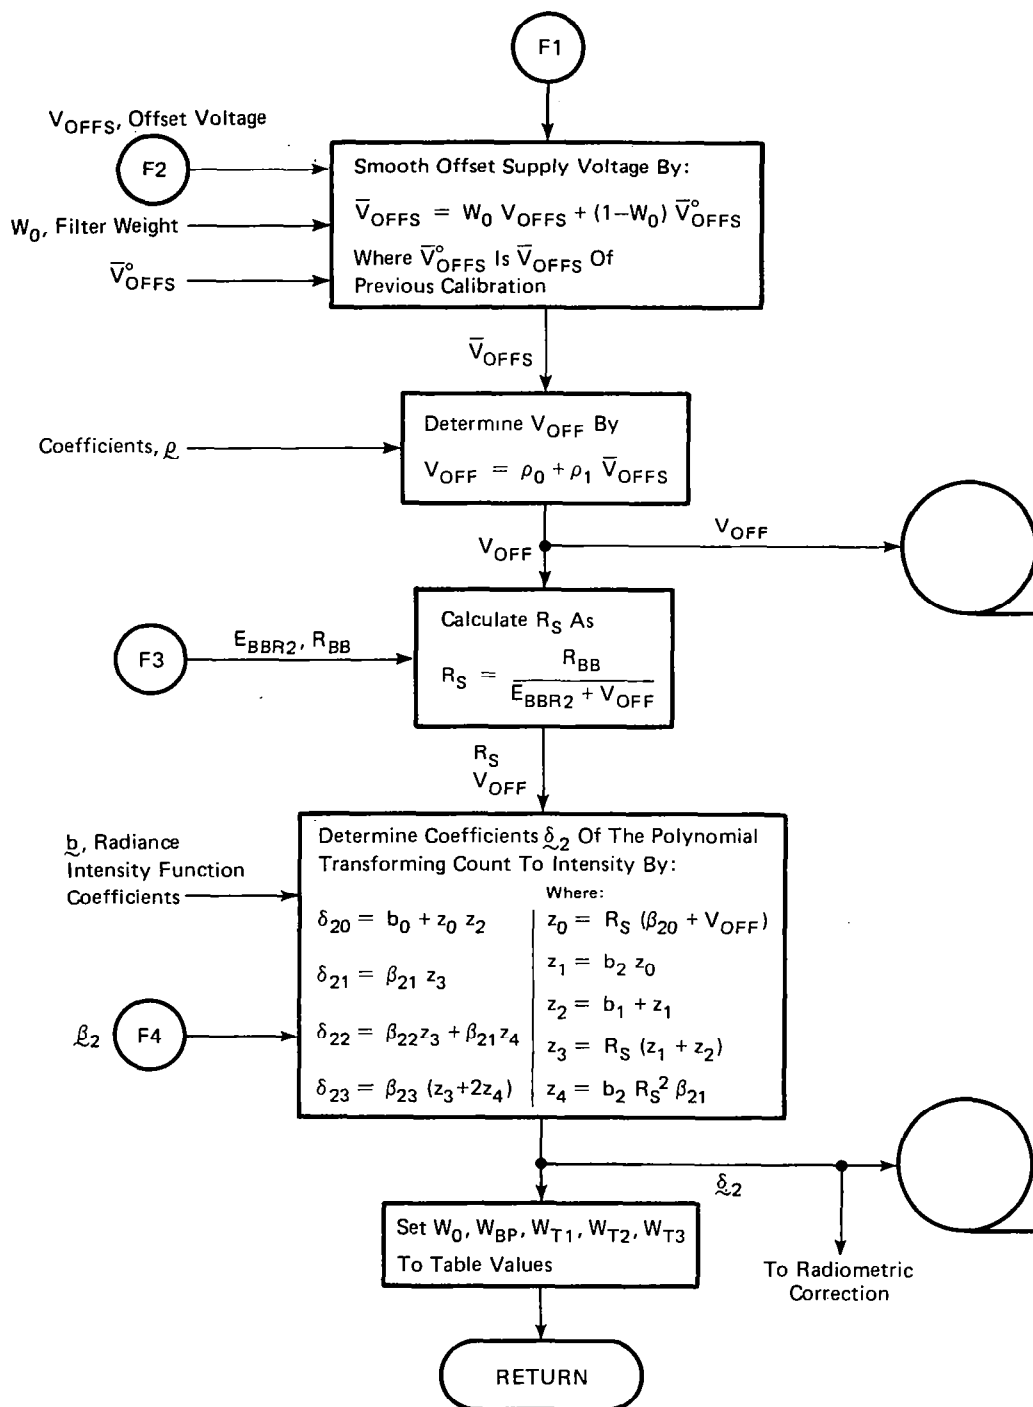 F1
V_OFFS, Offset Voltage
F2
W_0, Filter Weight
V̅°_OFFS
Smooth Offset Supply Voltage By:
V̅_OFFS = W_0 V_OFFS + (1–W_0) V̅°_OFFS
Where V̅°_OFFS Is V̅_OFFS Of
Previous Calibration
V̅_OFFS
Coefficients, ρ̰
Determine V_OFF By
V_OFF = ρ_0 + ρ_1 V̅_OFFS
V_OFF
V_OFF
F3
E_BBR2, R_BB
Calculate R_S As
R_S = R_BB / (E_BBR2 + V_OFF)
R_S
V_OFF
b̰, Radiance
Intensity Function
Coefficients
Determine Coefficients δ̰_2 Of The Polynomial
Transforming Count To Intensity By:
Where:
δ_20 = b_0 + z_0 z_2
δ_21 = β_21 z_3
δ_22 = β_22 z_3 + β_21 z_4
δ_23 = β_23 (z_3+2z_4)
z_0 = R_S (β_20 + V_OFF)
z_1 = b_2 z_0
z_2 = b_1 + z_1
z_3 = R_S (z_1 + z_2)
z_4 = b_2 R_S² β_21
β̰_2
F4
δ̰_2
Set W_0, W_BP, W_T1, W_T2, W_T3
To Table Values
To Radiometric
Correction
RETURN